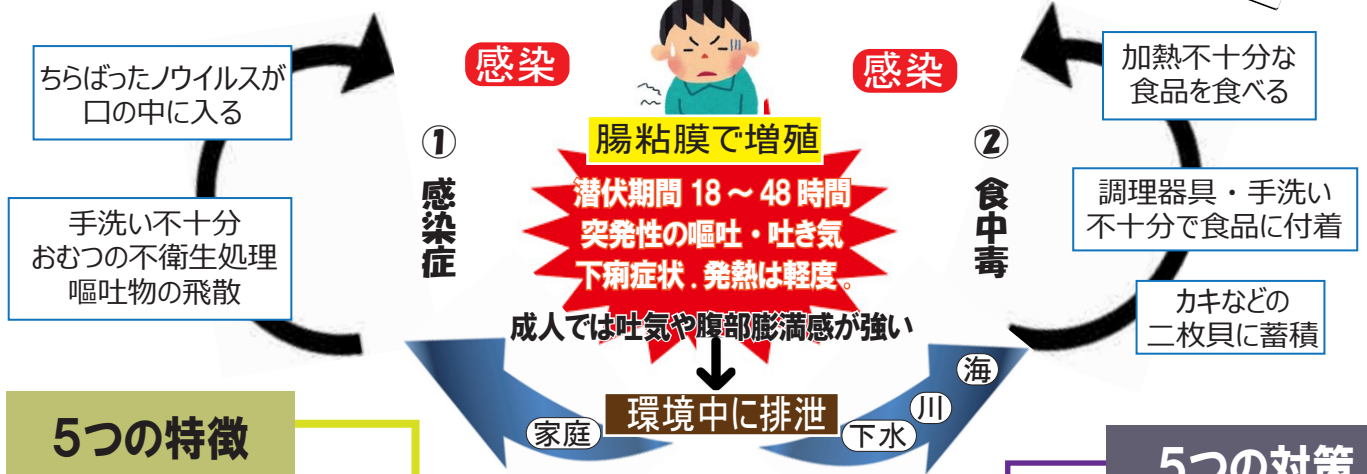 ちらばったノウイルスが
口の中に入る
手洗い不十分
おむつの不衛生処理
嘔吐物の飛散
①
感染症
感染
感染
腸粘膜で増殖
潜伏期間 18 ~ 48 時間
突発性の嘔吐・吐き気
下痢症状 . 発熱は軽度。
成人では吐気や腹部膨満感が強い
環境中に排泄
家庭
下水
川
海
②
食中毒
加熱不十分な
食品を食べる
調理器具・手洗い
不十分で食品に付着
カキなどの
二枚貝に蓄積
5つの特徴
5つの対策